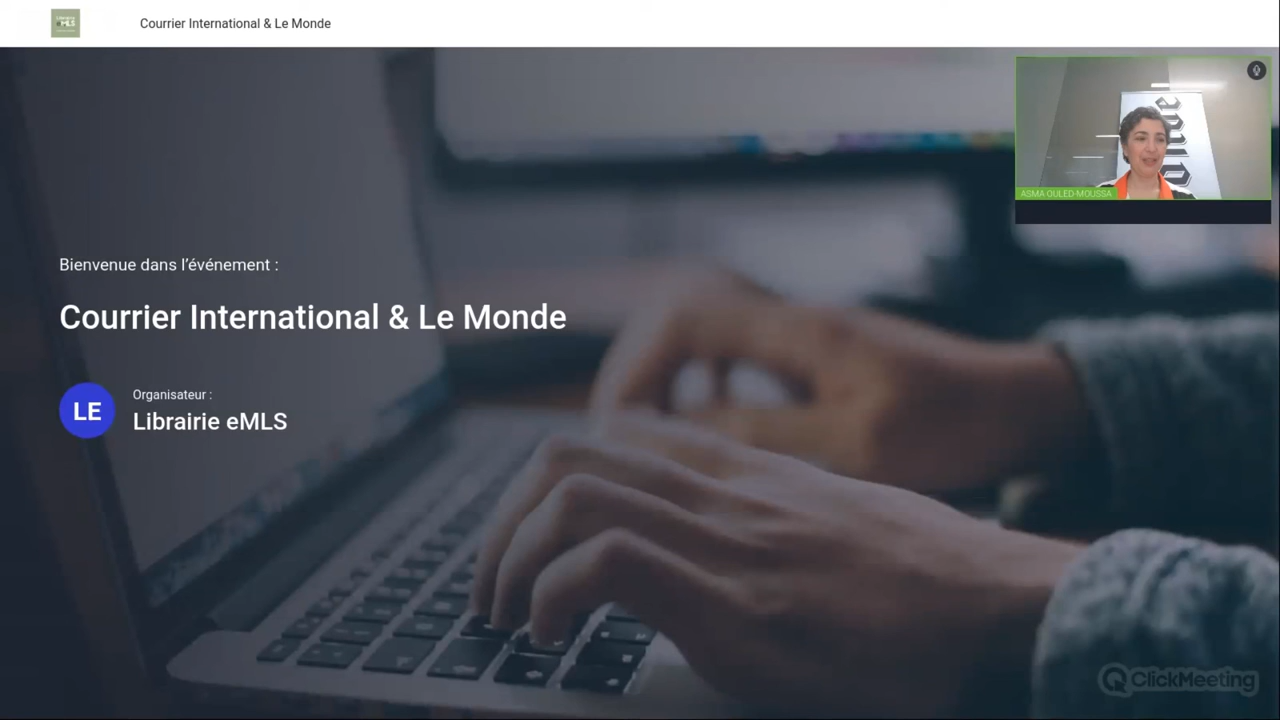 Courrier International & Le Monde
ASMA OULED-MOUSSA
Bienvenue dans l’événement :
Courrier International & Le Monde
LE
Organisateur :
Librairie eMLS
ClickMeeting